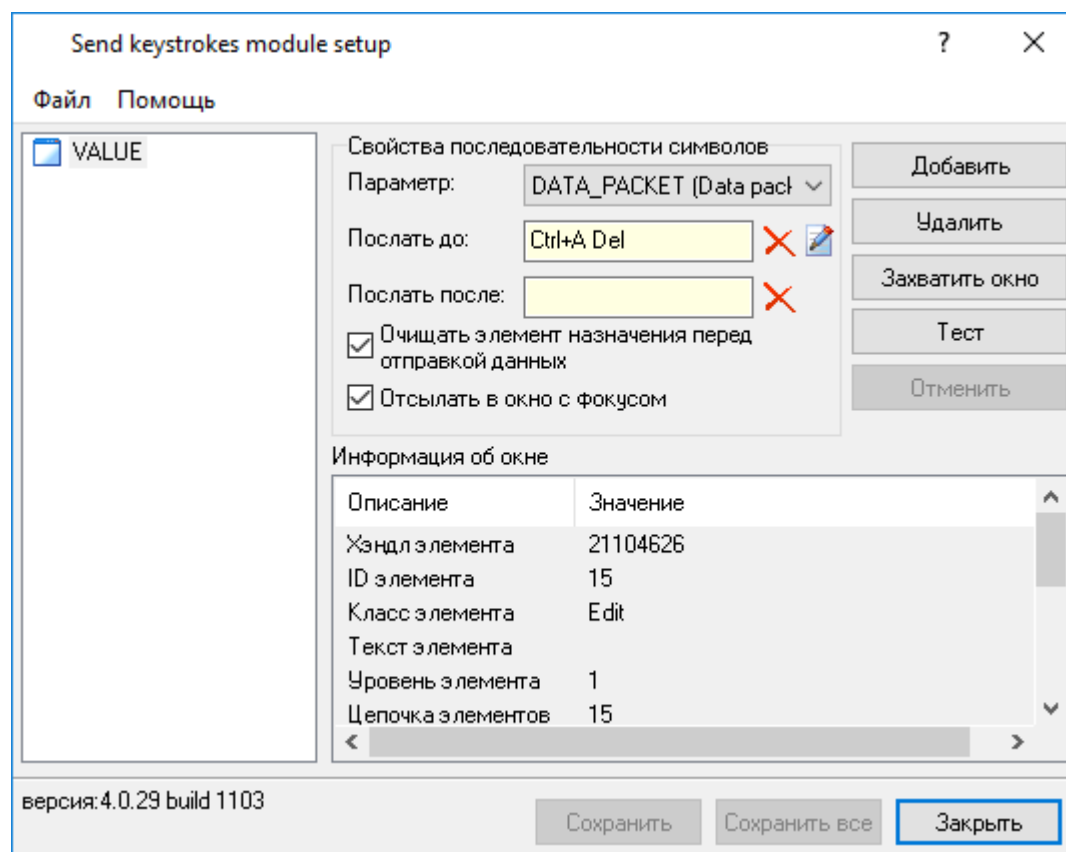 Send keystrokes module setup
?
Файл Помощь
VALUE
Свойства последовательности символов
Параметр:
DATA_PACKET (Data pack
Послать до:
Ctrl+A Del
Послать после:
Очищать элемент назначения перед
отправкой данных
Отсылать в окно с фокусом
Добавить
Удалить
Захватить окно
Тест
Отменить
Информация об окне
Описание Значение
Хэндл элемента 21104626
ID элемента 15
Класс элемента Edit
Текст элемента
Уровень элемента 1
Цепочка элементов 15
версия:4.0.29 build 1103
Сохранить
Сохранить все
Закрыть